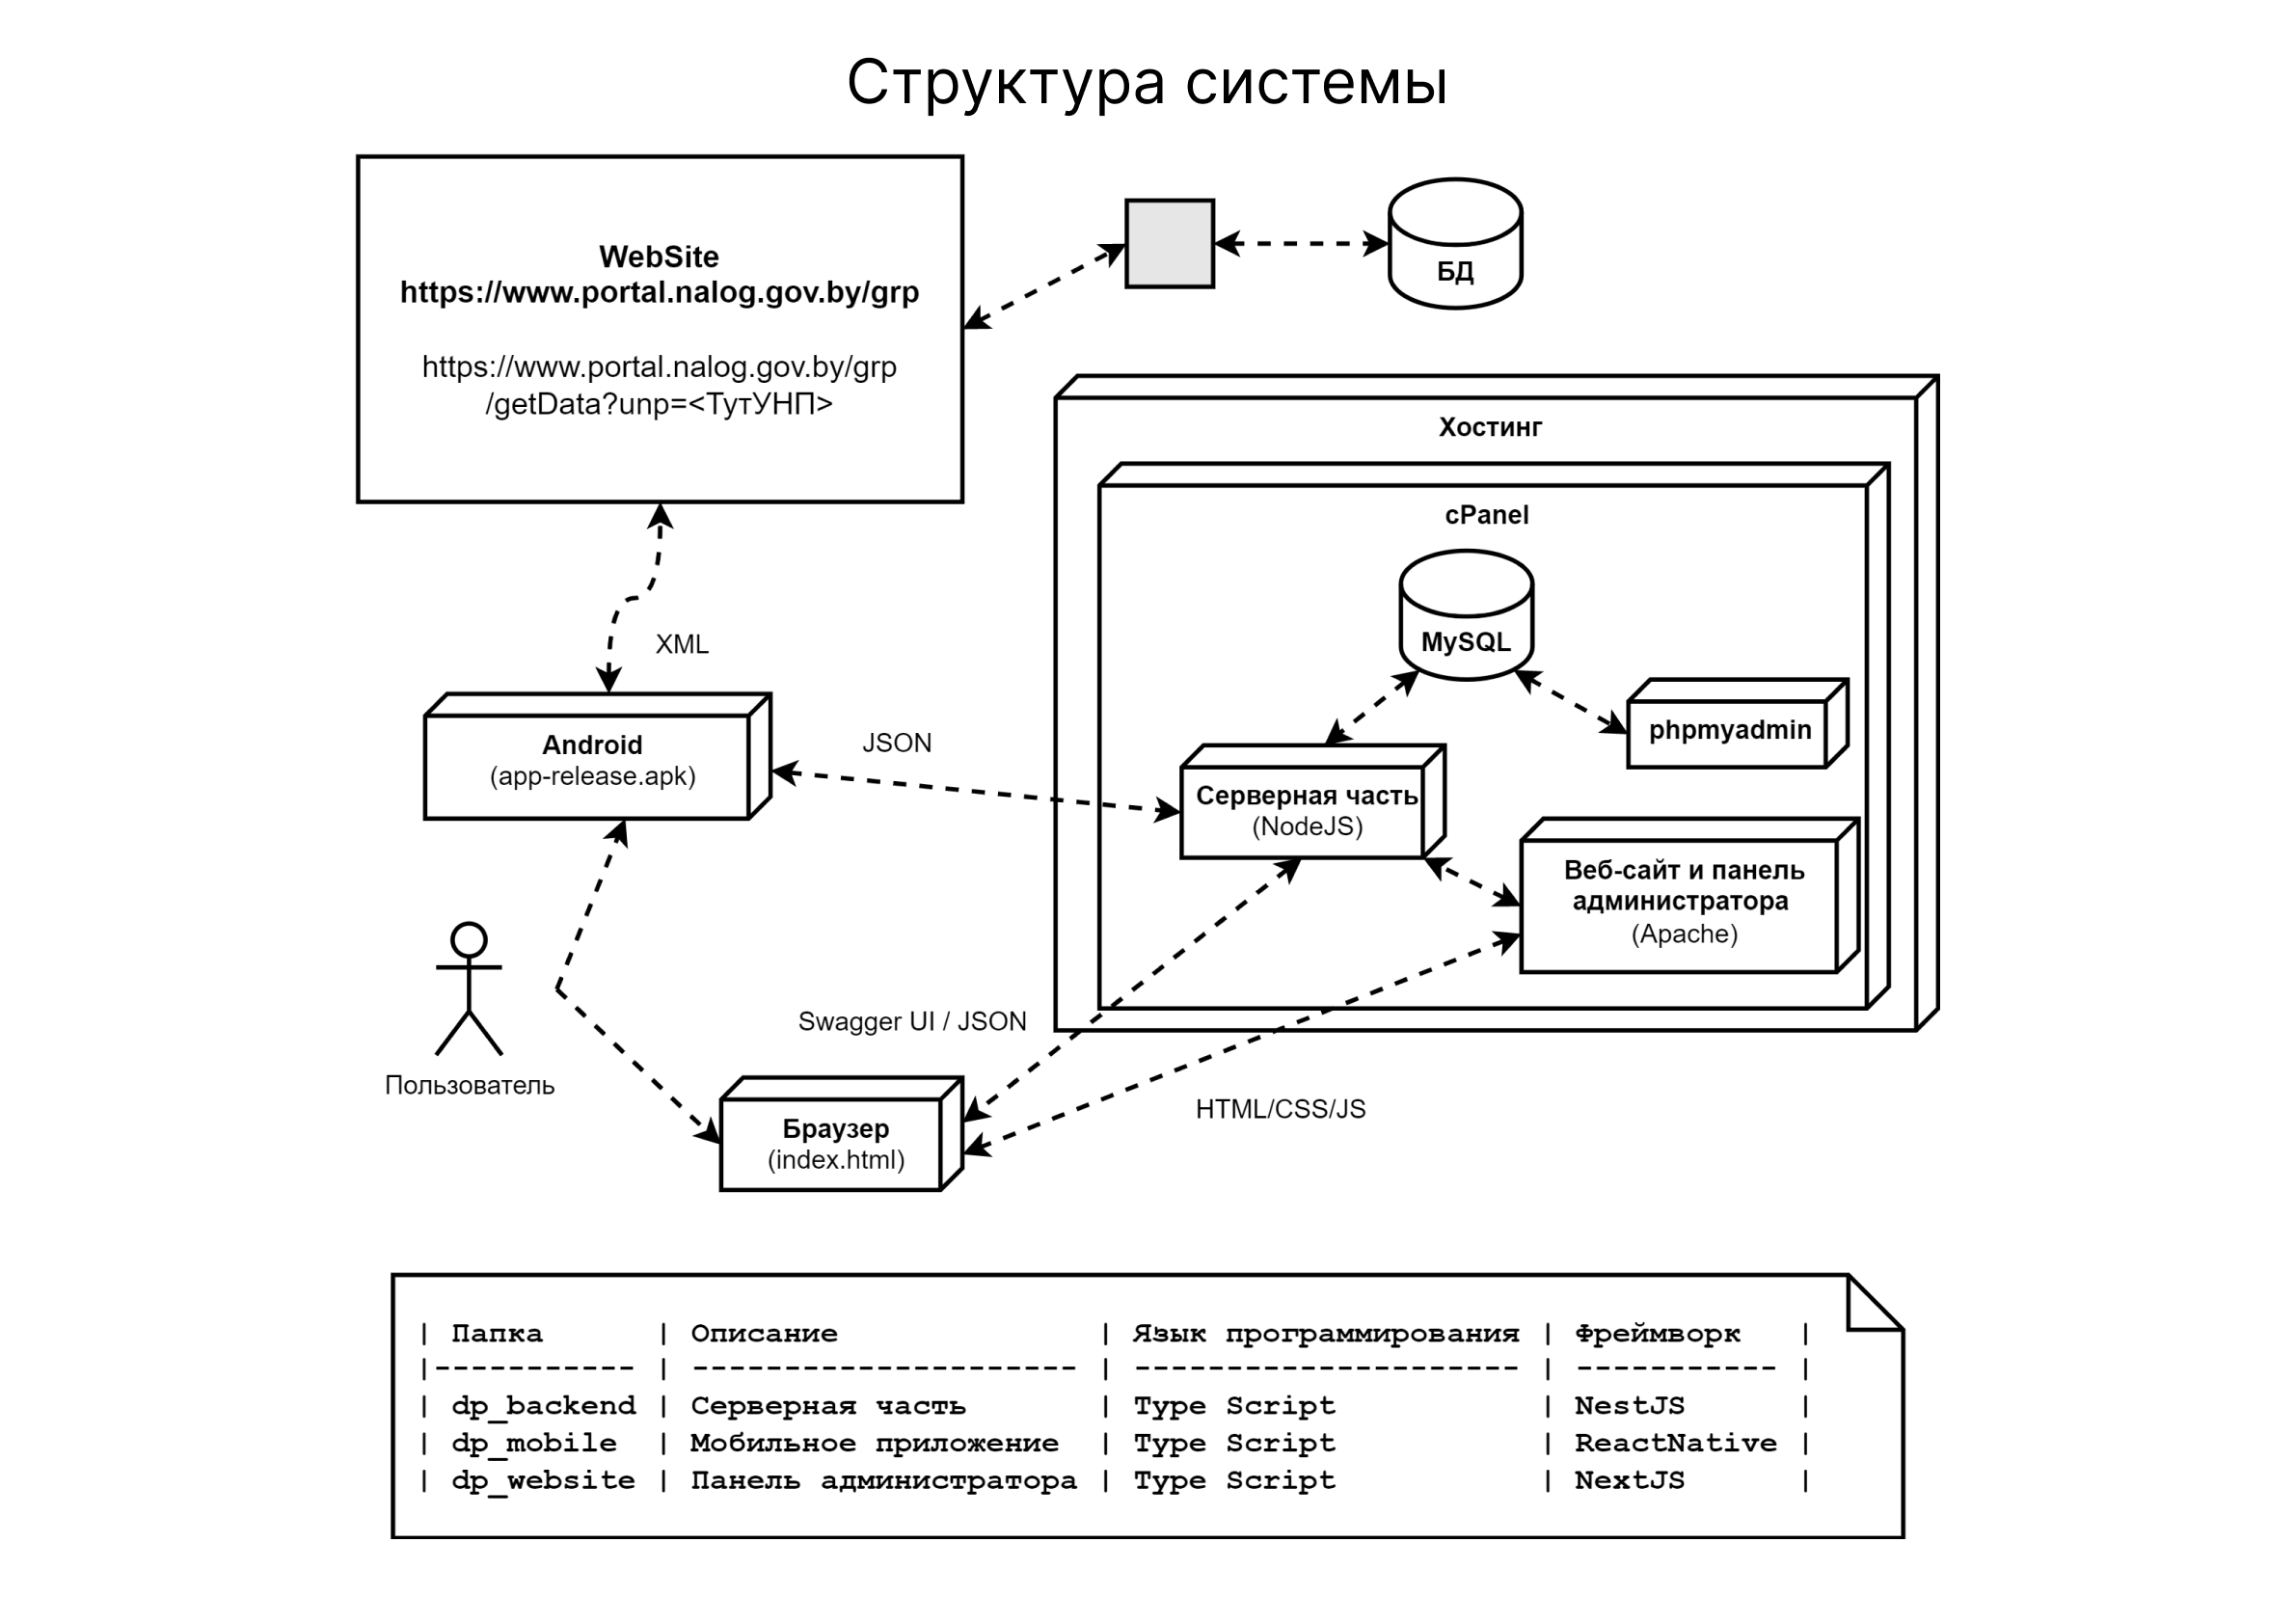 Структура системы
WebSite
https://www.portal.nalog.gov.by/grp
https://www.portal.nalog.gov.by/grp
/getData?unp=<ТутУНП>
БД
Хостинг
cPanel
MySQL
phpmyadmin
XML
Android
(app-release.apk)
JSON
Серверная часть
(NodeJS)
Веб-сайт и панель
администратора
(Apache)
Пользователь
Swagger UI / JSON
HTML/CSS/JS
Браузер
(index.html)
| Папка      | Описание              | Язык программирования | Фреймворк   |
|----------- | --------------------- | --------------------- | ----------- |
| dp_backend | Серверная часть       | Type Script           | NestJS      |
| dp_mobile  | Мобильное приложение  | Type Script           | ReactNative |
| dp_website | Панель администратора | Type Script           | NextJS      |